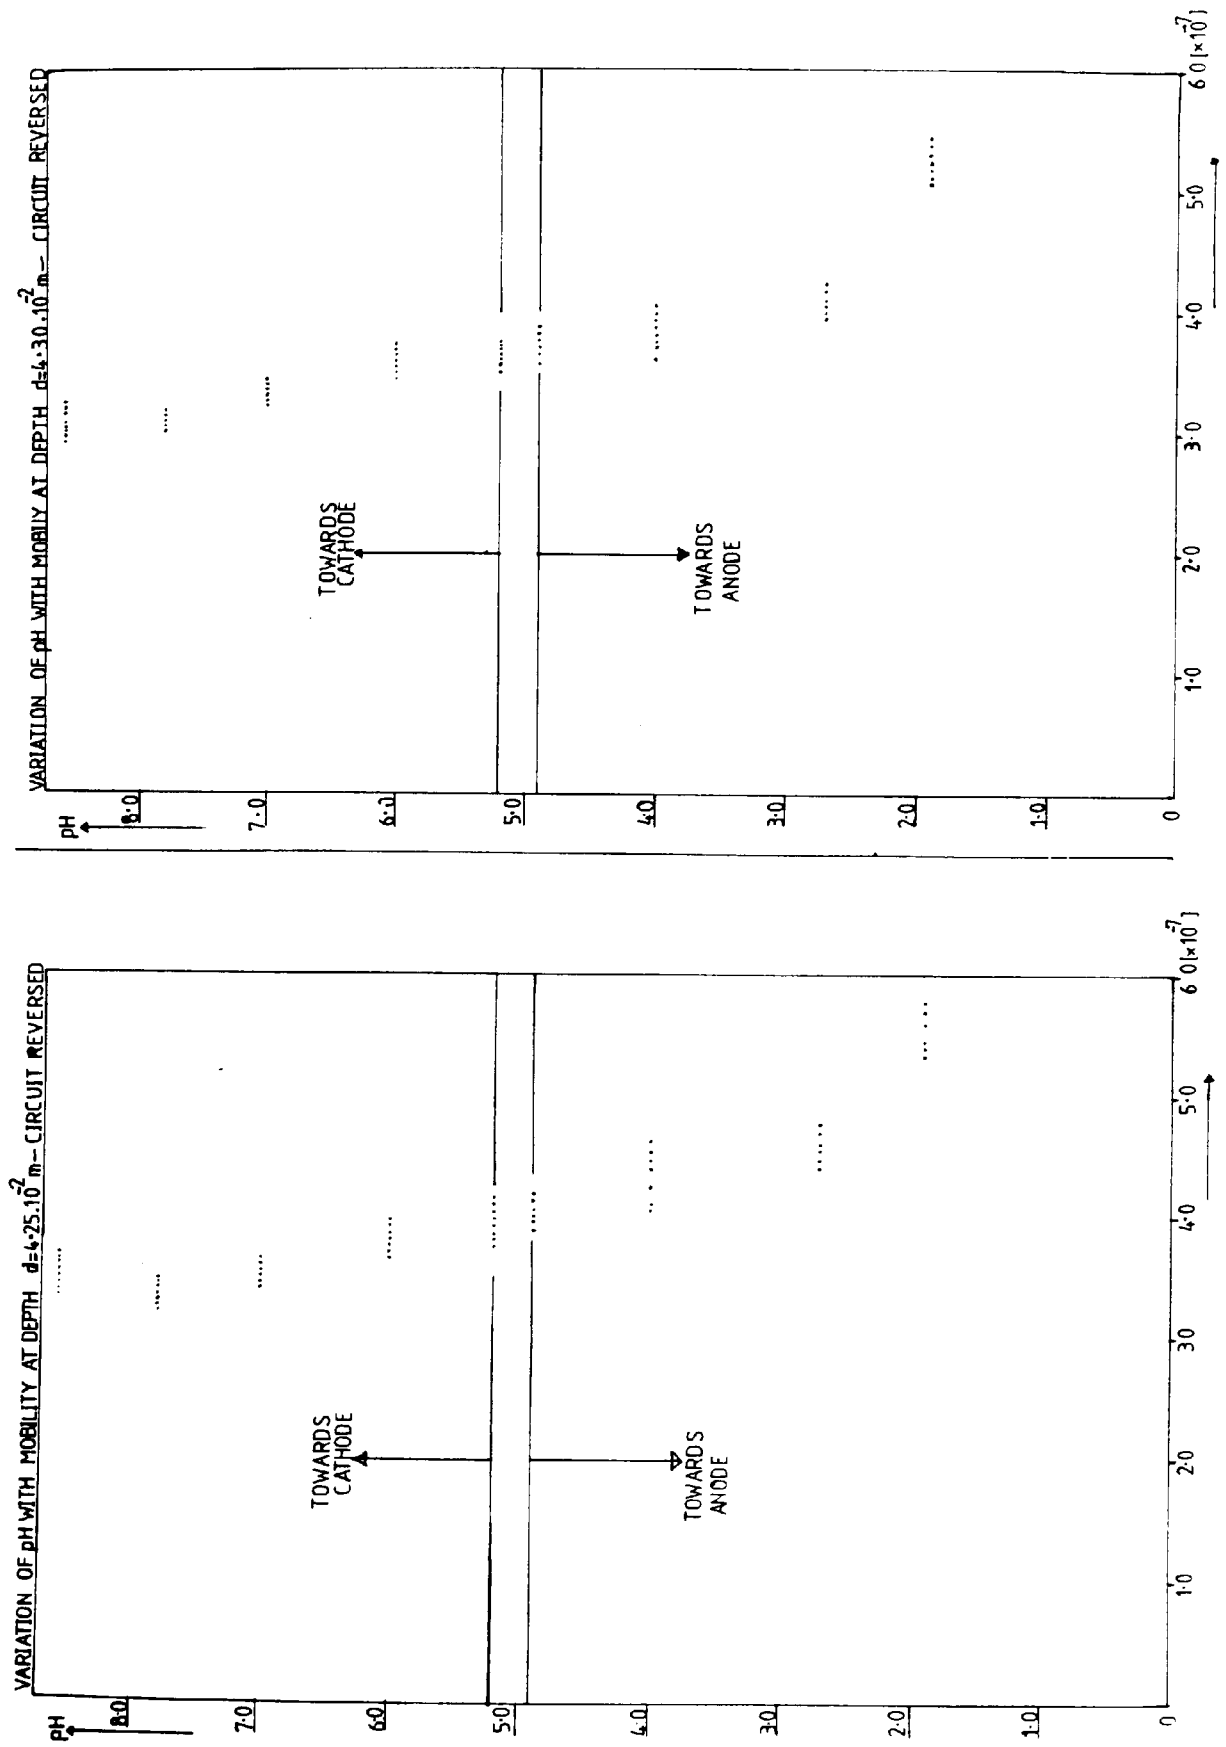 VARIATION OF pH WITH MOBILITY AT DEPTH d=4·25.10⁻² m – CIRCUIT REVERSED
pH
8·0
7·0
6·0
5·0
4·0
3·0
2·0
1·0
0
TOWARDS
CATHODE
TOWARDS
ANODE
1·0
2·0
3·0
4·0
5·0
6 0 [×10⁻⁷]
VARIATION OF pH WITH MOBILIY AT DEPTH d=4·30.10⁻² m – CIRCUIT REVERSED
pH
8·0
7·0
6·0
5·0
4·0
3·0
2·0
1·0
0
TOWARDS
CATHODE
TOWARDS
ANODE
1·0
2·0
3·0
4·0
5·0
6 0 [×10⁻⁷]